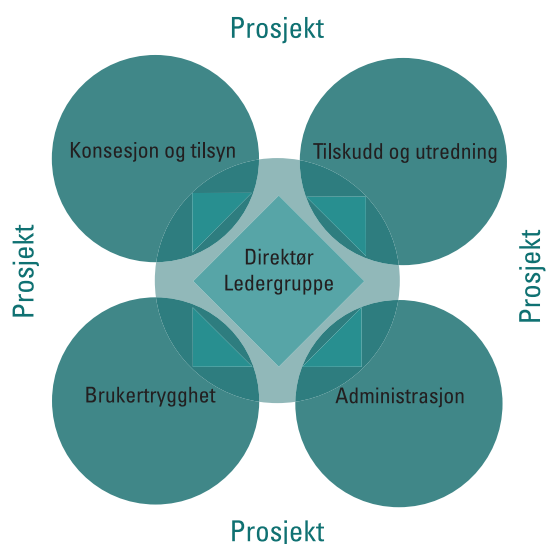 Prosjekt
Konsesjon og tilsyn
Tilskudd og utredning
Prosjekt
Direktør
Ledergruppe
Prosjekt
Brukertrygghet
Administrasjon
Prosjekt